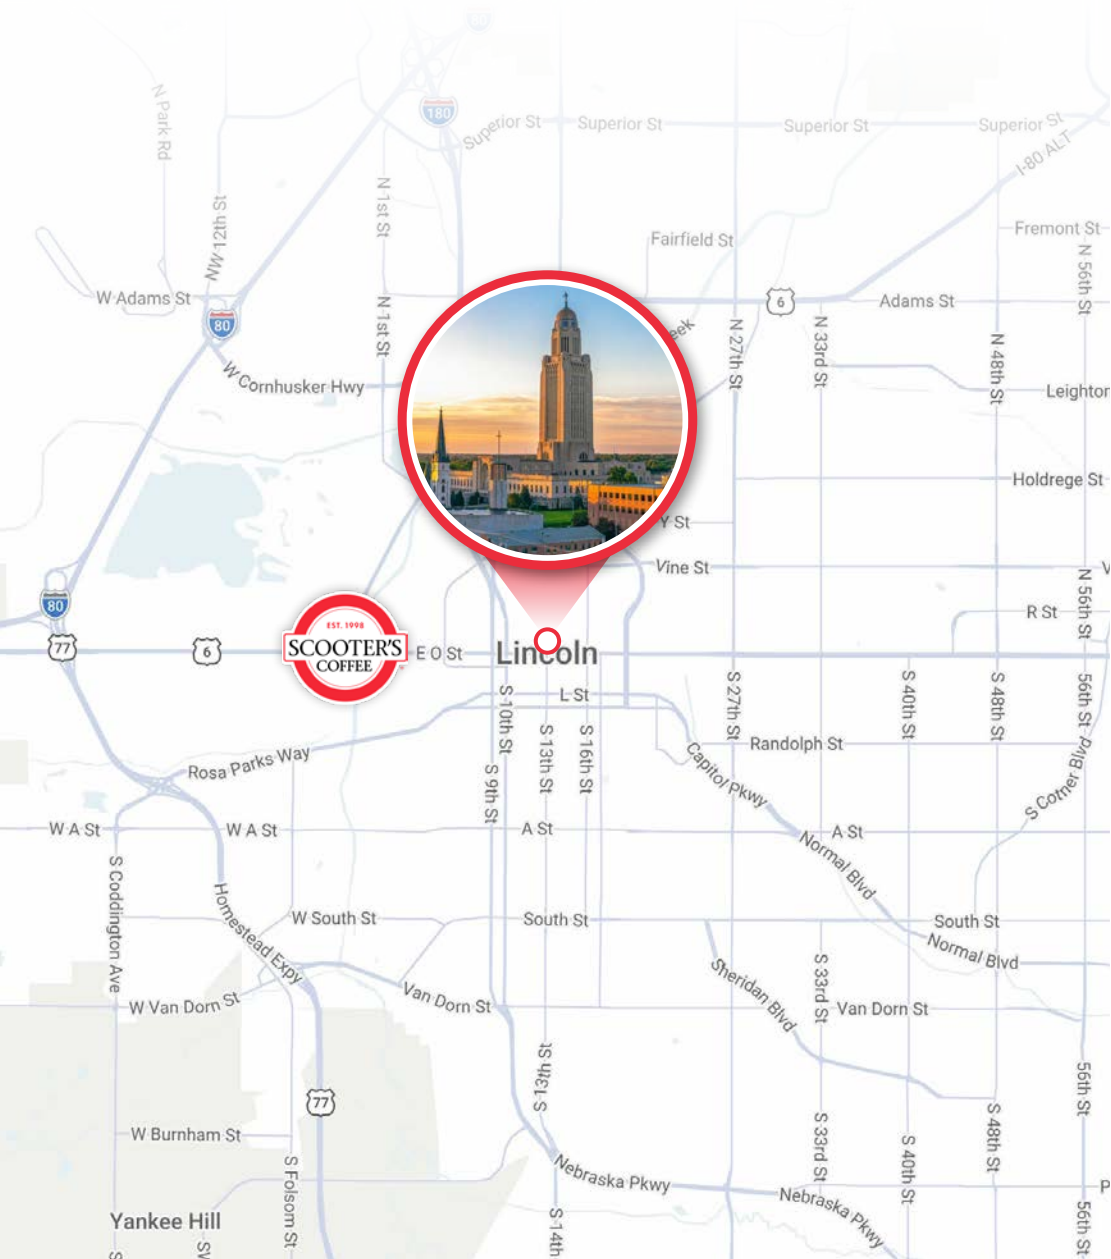 80
180
Superior St
Superior St
Superior St
Superior St
N Park Rd
I-80 ALT
N 1st St
NW 12th St
Fairfield St
Fremont St
N 56th St
W Adams St
6
Adams St
80
N 1st St
eek
N 27th St
N 33rd St
N 48th St
W Cornhusker Hwy
Leighton
Holdrege St
Y St
Vine St
V
N 56th St
80
R St
EST. 1998
SCOOTER'S
COFFEE
77
6
E O St
Lincoln
L St
S 10th St
S 27th St
S 40th St
S 48th St
56th St
S 13th St
S 16th St
Randolph St
Rosa Parks Way
Capitol Pkwy
S Cotner Blvd
S 9th St
W A St
W A St
A St
A St
Normal Blvd
S Coddington Ave
Homestead Expy
W South St
South St
South St
Normal Blvd
Sheridan Blvd
S 33rd St
W Van Dorn St
Van Dorn St
Van Dorn St
S 13th St
56th St
77
S 48th St
W Burnham St
S 33rd St
S 40th St
Nebraska Pkwy
Nebraska Pkwy
P
S Folsom St
56th St
Yankee Hill
S 14th
S
SV